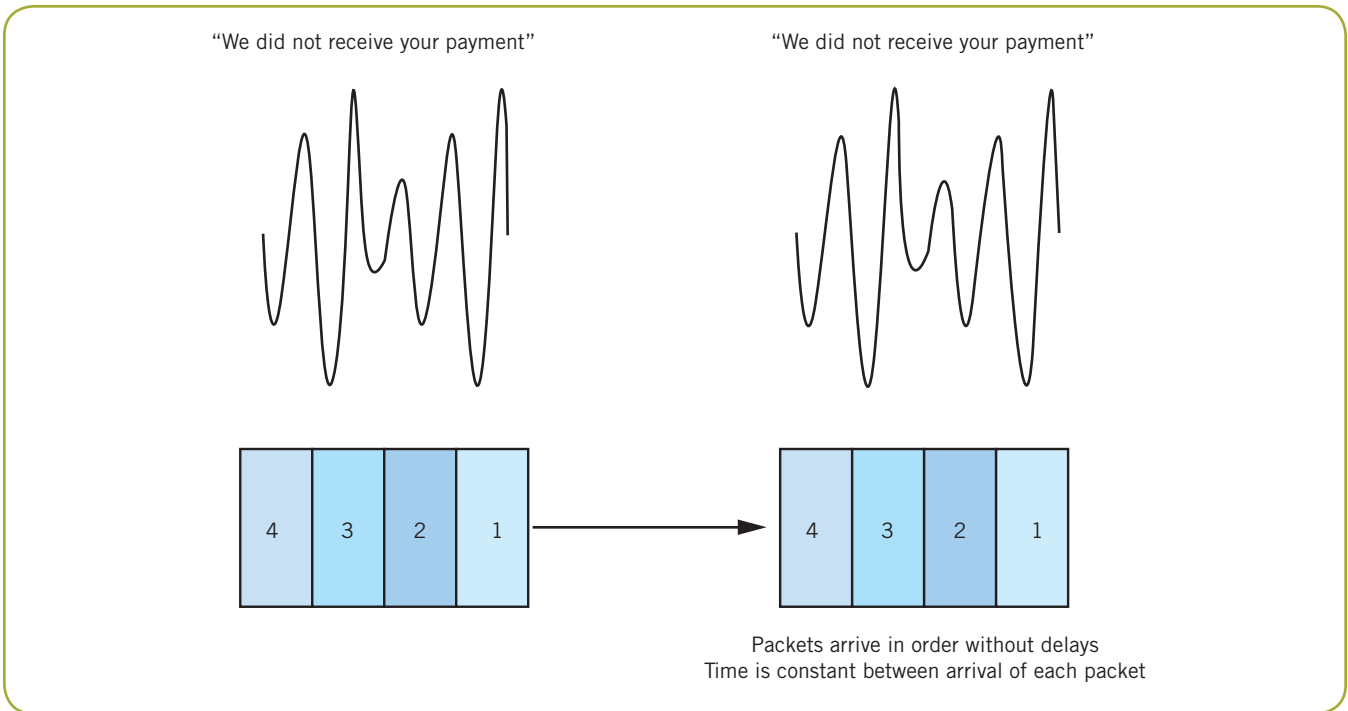 “We did not receive your payment”
“We did not receive your payment”
4 3 2 1
4 3 2 1
Packets arrive in order without delays
Time is constant between arrival of each packet